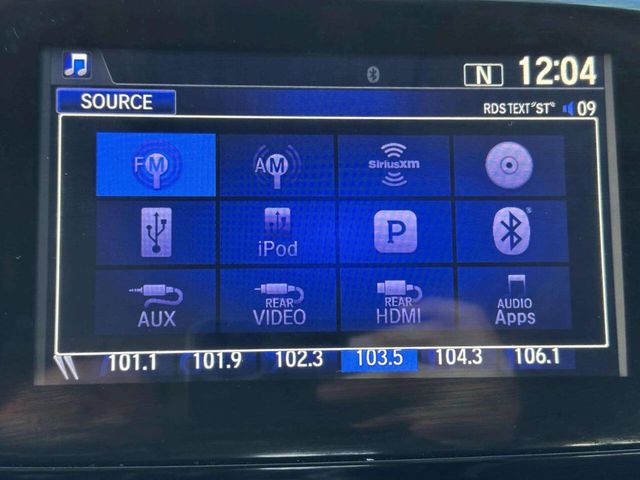 N 12:04
SOURCE
RDS TEXT "ST" 09
FM AM SIRIUSXM
iPod P
AUX REAR VIDEO REAR HDMI AUDIO Apps
101.1 101.9 102.3 103.5 104.3 106.1